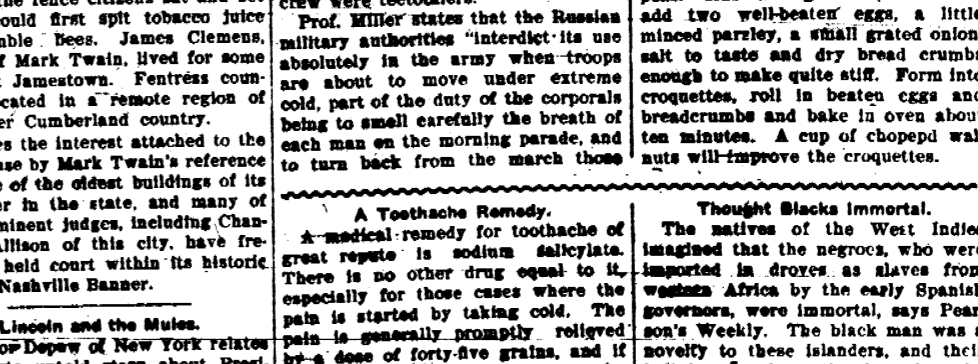 could first spit tobacco juice
Bees. James Clemens,
Mark Twain, lived for some
Jamestown. Fentress coun-
cated in a remote region of
Cumberland country.
the interest attached to the
use by Mark Twain's reference
of the oldest buildings of its
in the state, and many of
minent judges, including Chan-
Allison of this city, have fre-
held court within its historic
Nashville Banner.
Lincoln and the Mules.
Depew of New York relates
crew were teetotallers.
Prof. Miller states that the Russian
military authorities "interdict its use
absolutely in the army when troops
are about to move under extreme
cold, part of the duty of the corporals
being to smell carefully the breath of
each man on the morning parade, and
to turn back from the march those
add two well-beaten eggs, a little
minced parsley, a small grated onion,
salt to taste and dry bread crumbs
enough to make quite stiff. Form into
croquettes, roll in beaten eggs and
breadcrumbs and bake in oven about
ten minutes. A cup of chopepd wal-
nuts will improve the croquettes.
A Toothache Remedy.
A medical remedy for toothache of
great repute is sodium salicylate.
There is no other drug equal to it,
especially for those cases where the
pain is started by taking cold. The
pain is generally promptly relieved
by a dose of forty-five grains, and if
Thought Blacks Immortal.
The natives of the West Indies
imagined that the negroes, who were
imported in droves as slaves from
western Africa by the early Spanish
governors, were immortal, says Pear-
son's Weekly. The black man was a
novelty to these islanders, and their